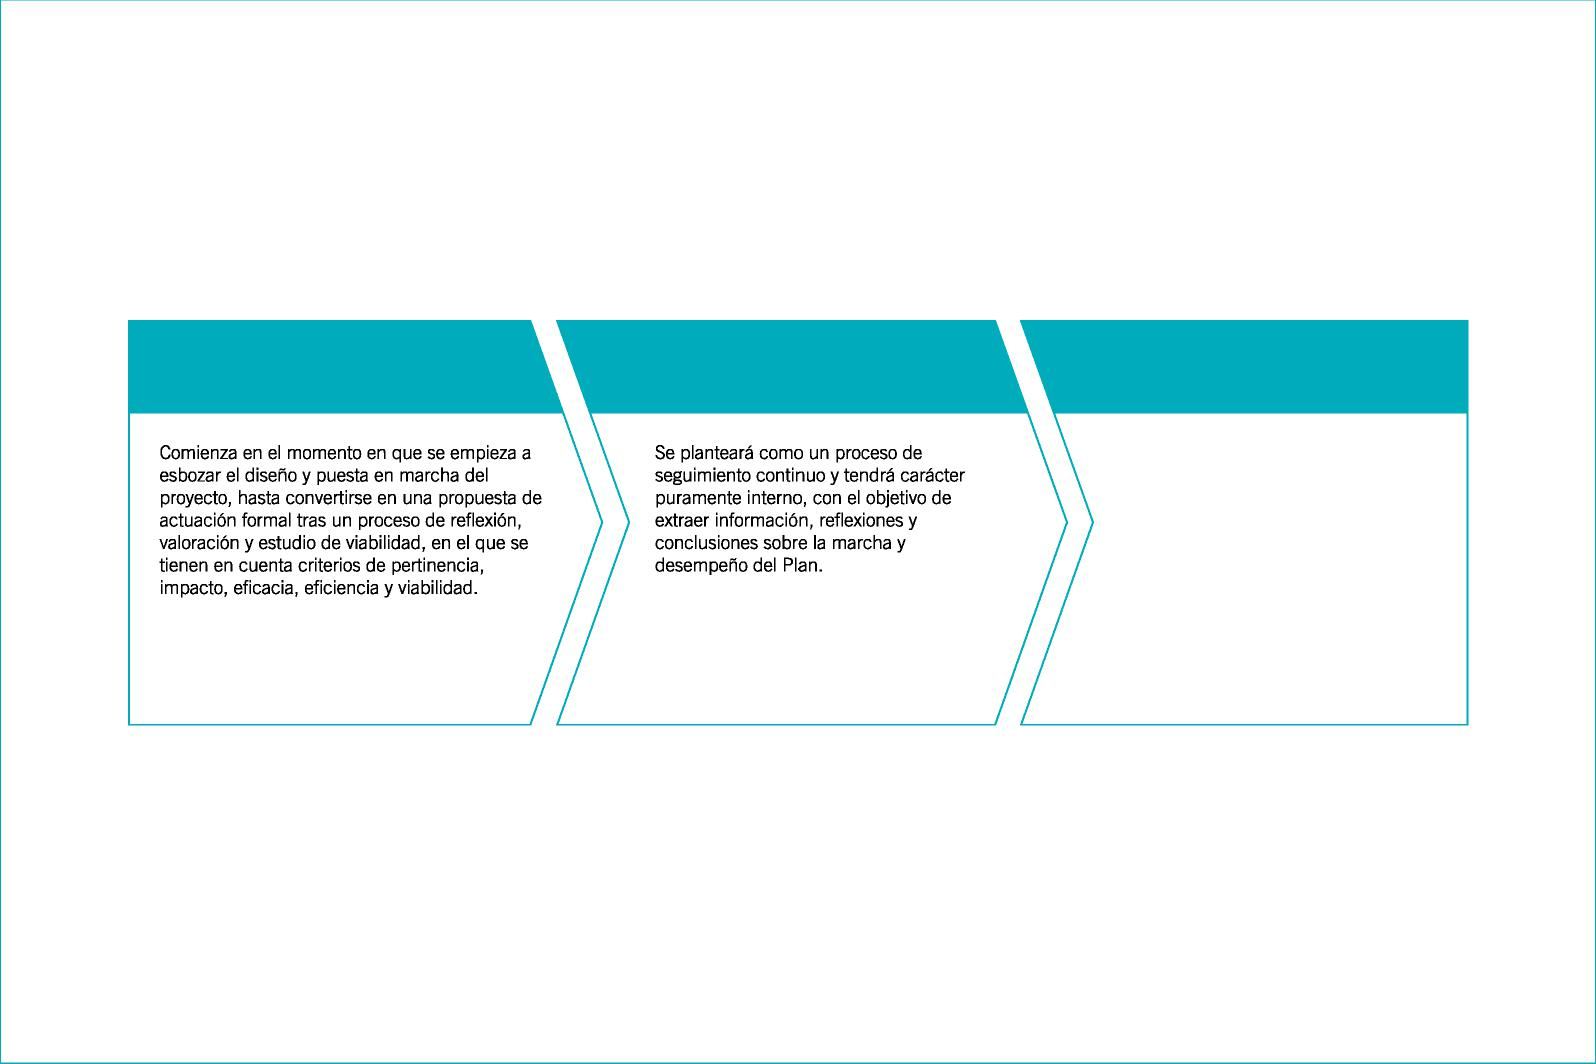 Comienza en el momento en que se empieza a
esbozar el diseño y puesta en marcha del
proyecto, hasta convertirse en una propuesta de
actuación formal tras un proceso de reflexión,
valoración y estudio de viabilidad, en el que se
tienen en cuenta criterios de pertinencia,
impacto, eficacia, eficiencia y viabilidad.
Se planteará como un proceso de
seguimiento continuo y tendrá carácter
puramente interno, con el objetivo de
extraer información, reflexiones y
conclusiones sobre la marcha y
desempeño del Plan.